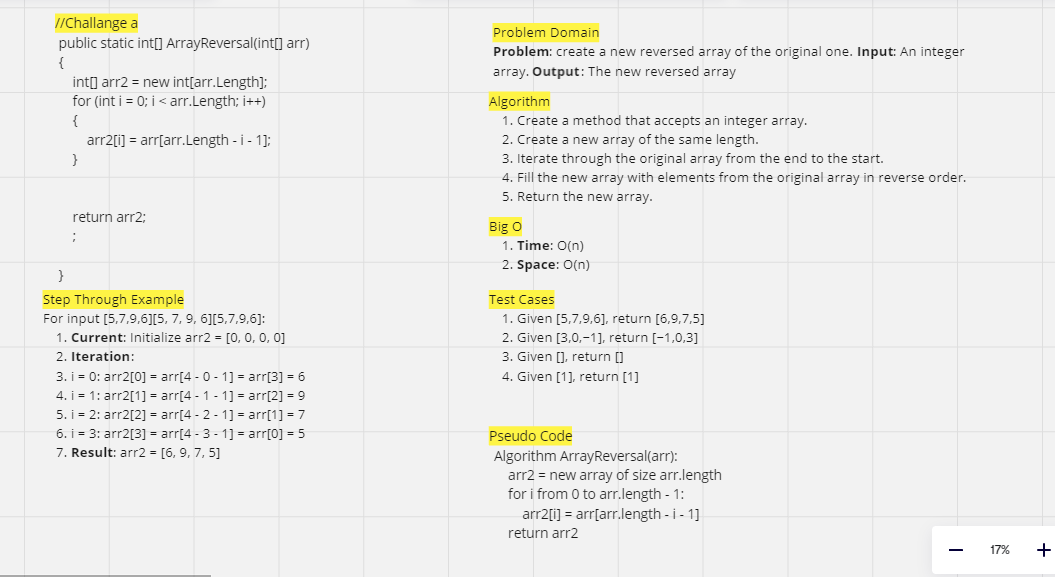 //Challange a
public static int[] ArrayReversal(int[] arr)
{
int[] arr2 = new int[arr.Length];
for (int i = 0; i < arr.Length; i++)
{
arr2[i] = arr[arr.Length - i - 1];
}
return arr2;
;
}
Step Through Example
For input [5,7,9,6][5, 7, 9, 6][5,7,9,6]:
1. Current: Initialize arr2 = [0, 0, 0, 0]
2. Iteration:
3. i = 0: arr2[0] = arr[4 - 0 - 1] = arr[3] = 6
4. i = 1: arr2[1] = arr[4 - 1 - 1] = arr[2] = 9
5. i = 2: arr2[2] = arr[4 - 2 - 1] = arr[1] = 7
6. i = 3: arr2[3] = arr[4 - 3 - 1] = arr[0] = 5
7. Result: arr2 = [6, 9, 7, 5]
Problem Domain
Problem: create a new reversed array of the original one. Input: An integer
array. Output: The new reversed array
Algorithm
1. Create a method that accepts an integer array.
2. Create a new array of the same length.
3. Iterate through the original array from the end to the start.
4. Fill the new array with elements from the original array in reverse order.
5. Return the new array.
Big O
1. Time: O(n)
2. Space: O(n)
Test Cases
1. Given [5,7,9,6], return [6,9,7,5]
2. Given [3,0,−1], return [−1,0,3]
3. Given [], return []
4. Given [1], return [1]
Pseudo Code
Algorithm ArrayReversal(arr):
arr2 = new array of size arr.length
for i from 0 to arr.length - 1:
arr2[i] = arr[arr.length - i - 1]
return arr2
− 17% +